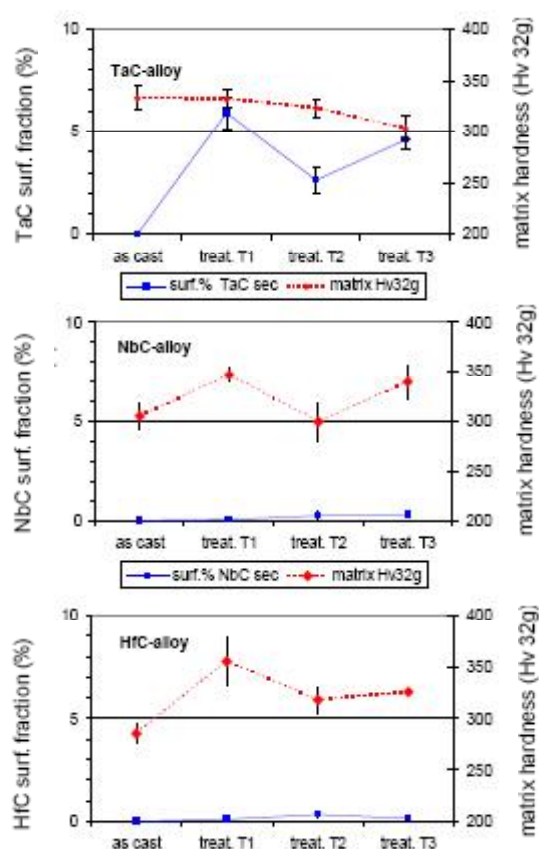 10
400
TaC-alloy
350
5
300
250
0
200
as cast treat. T1 treat. T2 treat. T3
TaC surf. fraction (%)
matrix hardness (Hv 32g)
surf.% TaC sec matrix Hv32g
10
400
NbC-alloy
350
5
300
250
0
200
as cast treat. T1 treat. T2 treat. T3
NbC surf. fraction (%)
matrix hardness (Hv 32g)
surf.% NbC sec matrix Hv32g
10
400
HfC-alloy
350
5
300
250
0
200
as cast treat. T1 treat. T2 treat. T3
HfC surf. fraction (%)
matrix hardness (Hv 32g)